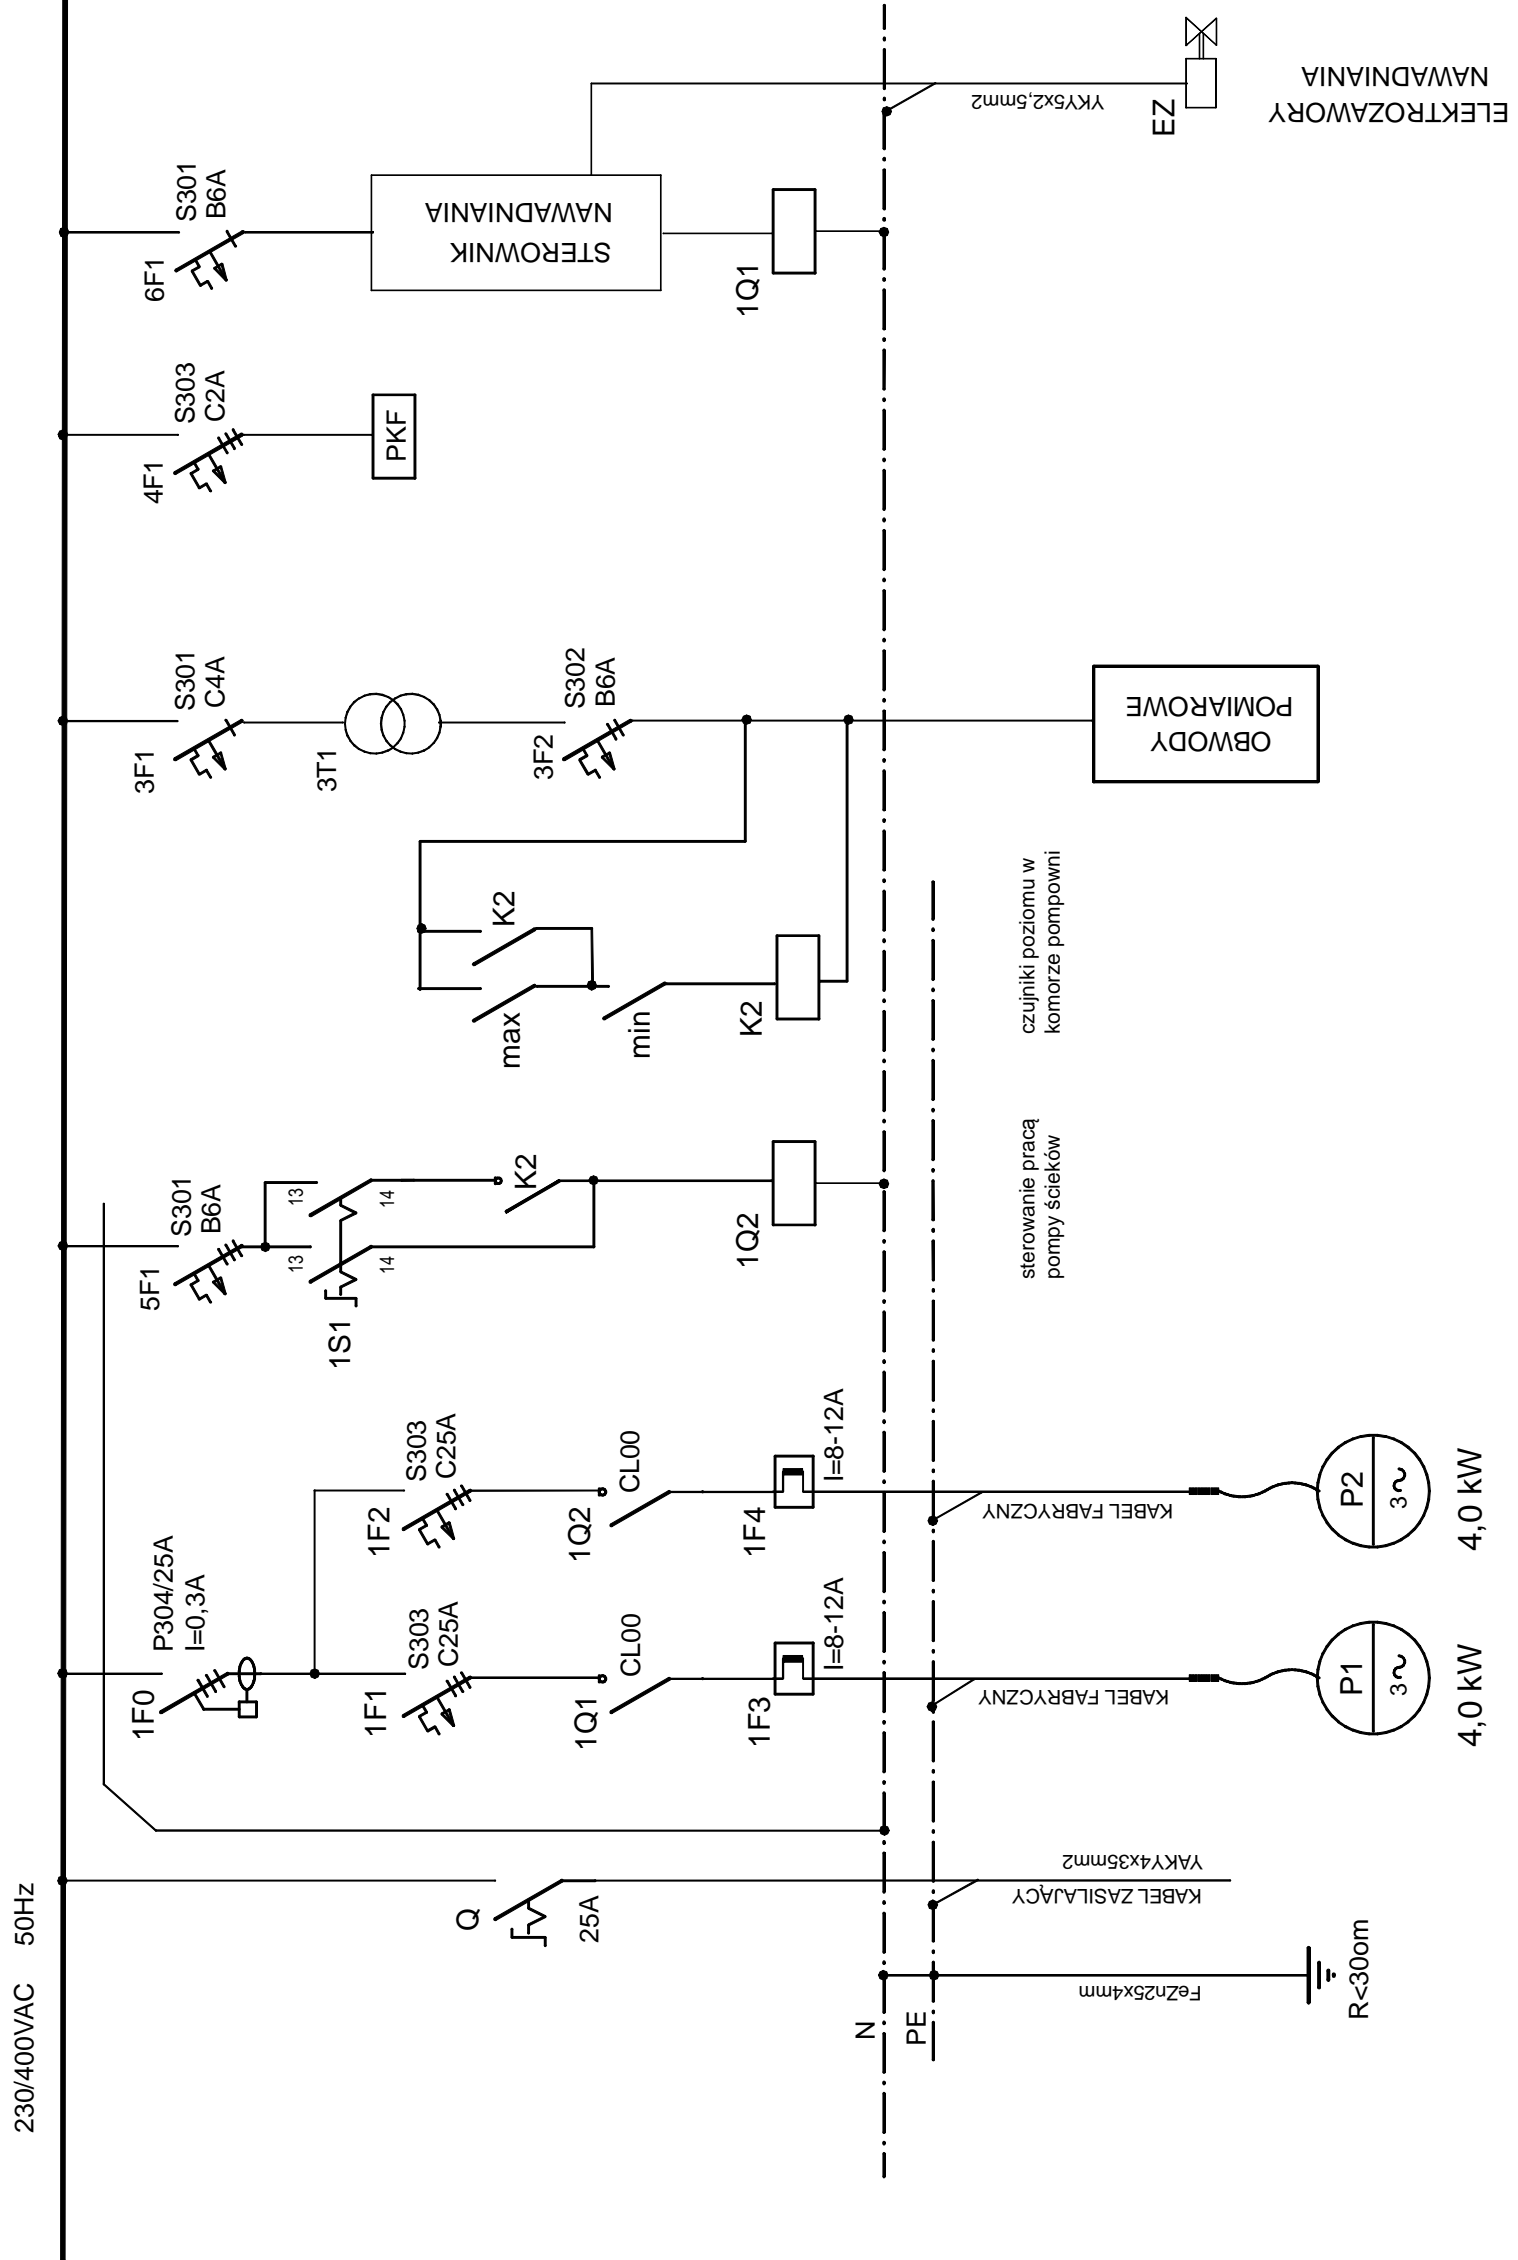 230/400VAC 50Hz
Q
25A
KABEL ZASILAJĄCY
YAKY4x35mm2
N
PE
FeZn25x4mm
R<30om
1F0
P304/25A
I=0,3A
1F1
S303
C25A
1Q1
CL00
1F3
I=8-12A
KABEL FABRYCZNY
P1
3~
4,0 kW
1F2
S303
C25A
1Q2
CL00
1F4
I=8-12A
KABEL FABRYCZNY
P2
3~
4,0 kW
5F1
S301
B6A
13
14
13
14
1S1
K2
1Q2
sterowanie pracą
pompy ścieków
max
K2
min
K2
czujniki poziomu w
komorze pompowni
3F1
S301
C4A
3T1
3F2
S302
B6A
OBWODY
POMIAROWE
4F1
S303
C2A
PKF
6F1
S301
B6A
STEROWNIK
NAWADNIANIA
1Q1
YKY5x2,5mm2
EZ
ELEKTROZAWORY
NAWADNIANIA